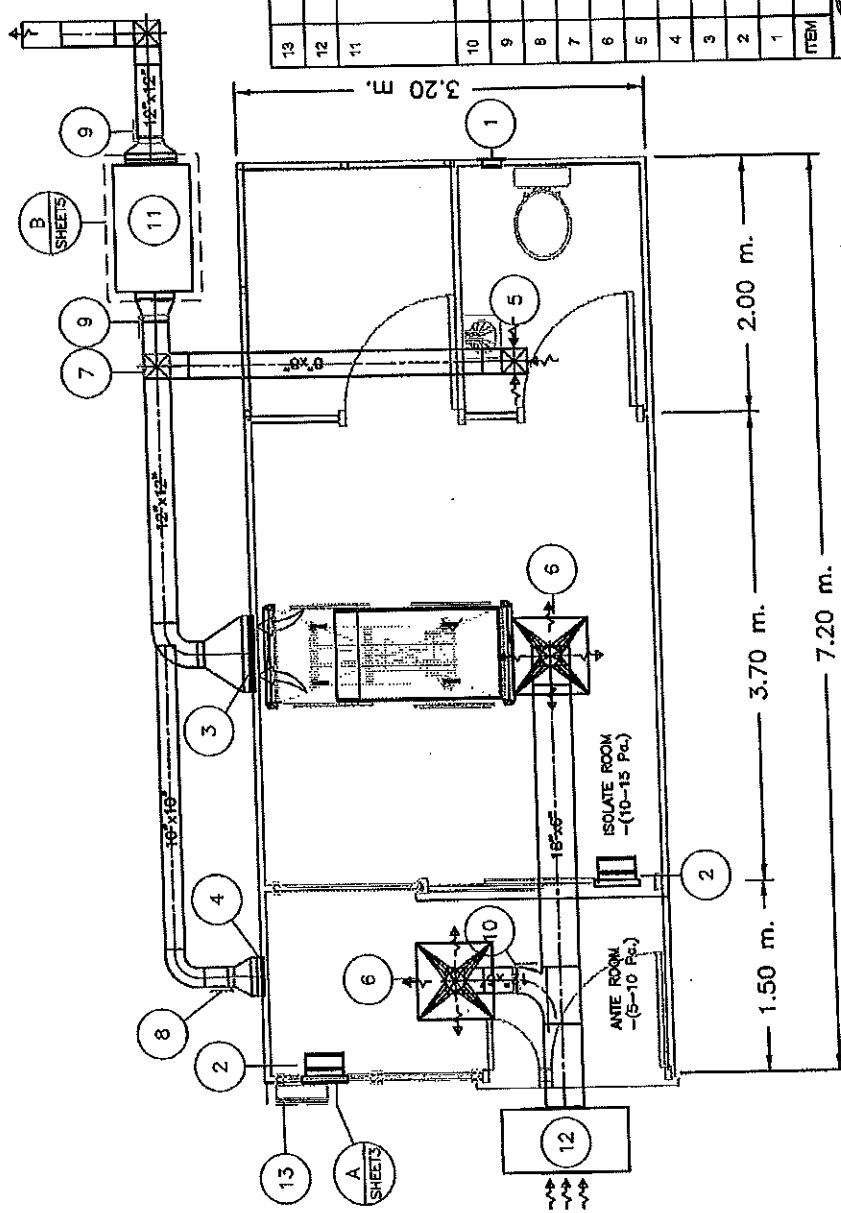 13
12
11
10
9
8
7
6
5
4
3
2
1
ITEM
12"x12"
9
B
SHEET5
11
9
7
3.20 m.
1
5
8"x8"
12"x12"
10"x10"
3
4
8
6
6
2
2
10
18"x6"
ISOLATE ROOM
-(10-15 Pa.)
ANTE ROOM
-(5-10 Pa.)
13
A
SHEET3
12
2.00 m.
3.70 m.
1.50 m.
7.20 m.